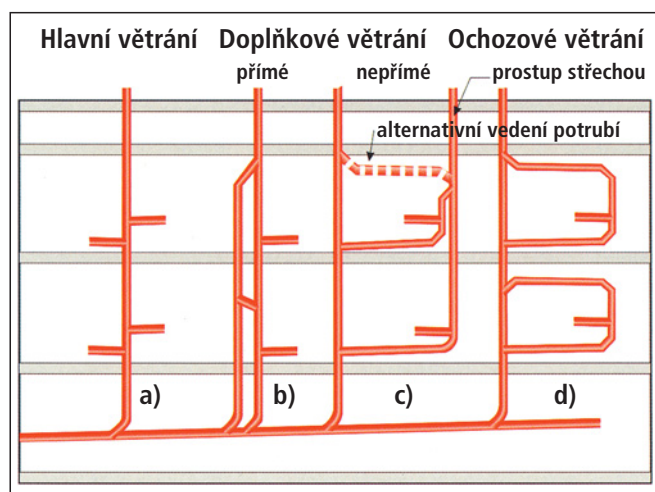 Hlavní větrání Doplňkové větrání Ochozové větrání
přímé nepřímé prostup střechou
alternativní vedení potrubí
a) b) c) d)